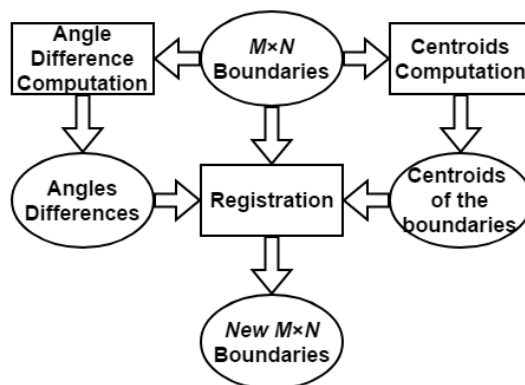 Angle
Difference
Computation
M×N
Boundaries
Centroids
Computation
Angles
Differences
Registration
Centroids
of the
boundaries
New M×N
Boundaries